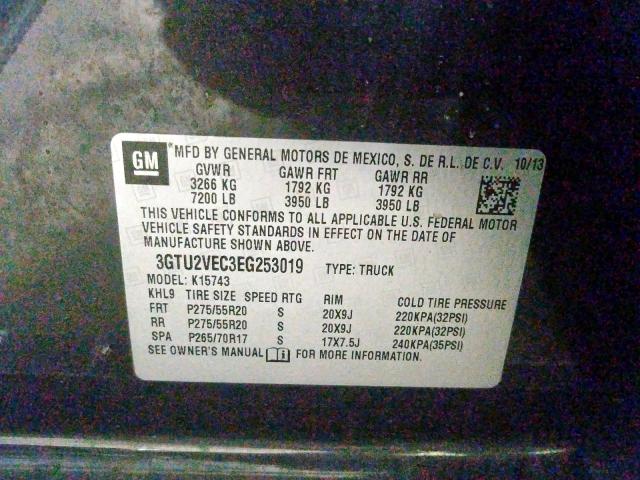 GM
*MFD BY GENERAL MOTORS DE MEXICO, S. DE R.L. DE C.V. 10/13
GVWR GAWR FRT GAWR RR
3266 KG 1792 KG 1792 KG
7200 LB 3950 LB 3950 LB
THIS VEHICLE CONFORMS TO ALL APPLICABLE U.S. FEDERAL MOTOR
VEHICLE SAFETY STANDARDS IN EFFECT ON THE DATE OF
MANUFACTURE SHOWN ABOVE.
3GTU2VEC3EG253019 TYPE: TRUCK
MODEL: K15743
KHL9 TIRE SIZE SPEED RTG RIM COLD TIRE PRESSURE
FRT P275/55R20 S 20X9J 220KPA(32PSI)
RR P275/55R20 S 20X9J 220KPA(32PSI)
SPA P265/70R17 S 17X7.5J 240KPA(35PSI)
SEE OWNER'S MANUAL FOR MORE INFORMATION.